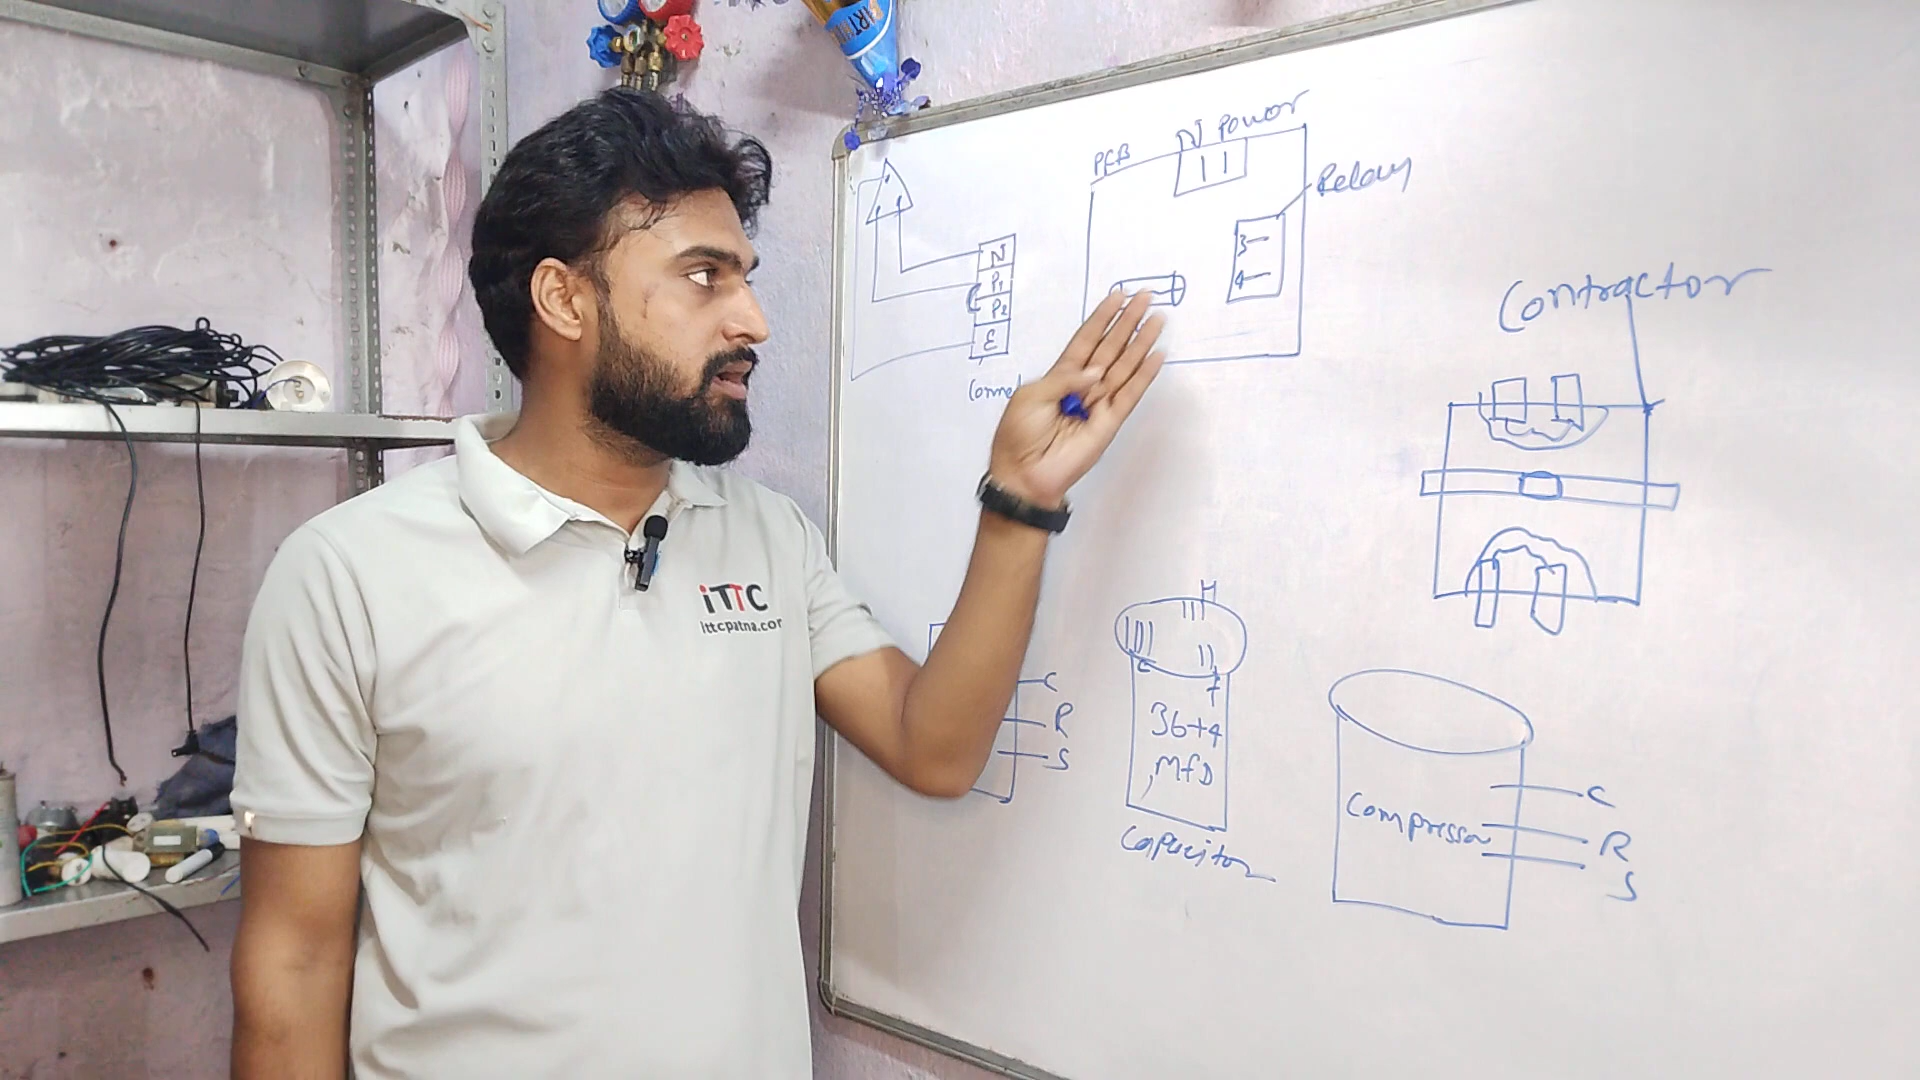 PCB
N Power
Relay
3
4
N
P1
P2
E
Contractor
iTTC
ittcpatna.com
H
C
F
36+4
MfD
Capacitor
C
R
S
Compressor
C
R
S